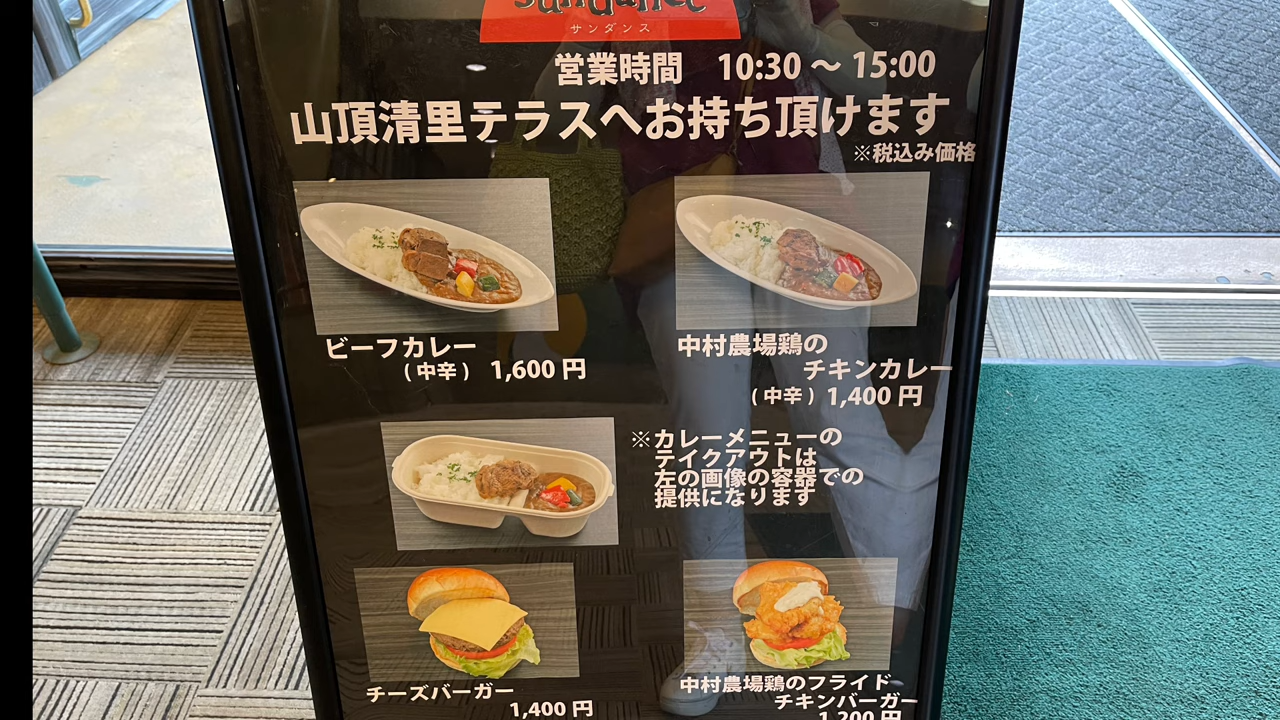 sundance
サンダンス
営業時間 10:30 〜 15:00
山頂清里テラスへお持ち頂けます
※税込み価格
ビーフカレー
(中辛) 1,600 円
中村農場鶏の
チキンカレー
(中辛) 1,400 円
※カレーメニューの
テイクアウトは
左の画像の容器での
提供になります
チーズバーガー
1,400 円
中村農場鶏のフライド
チキンバーガー
1,200 円